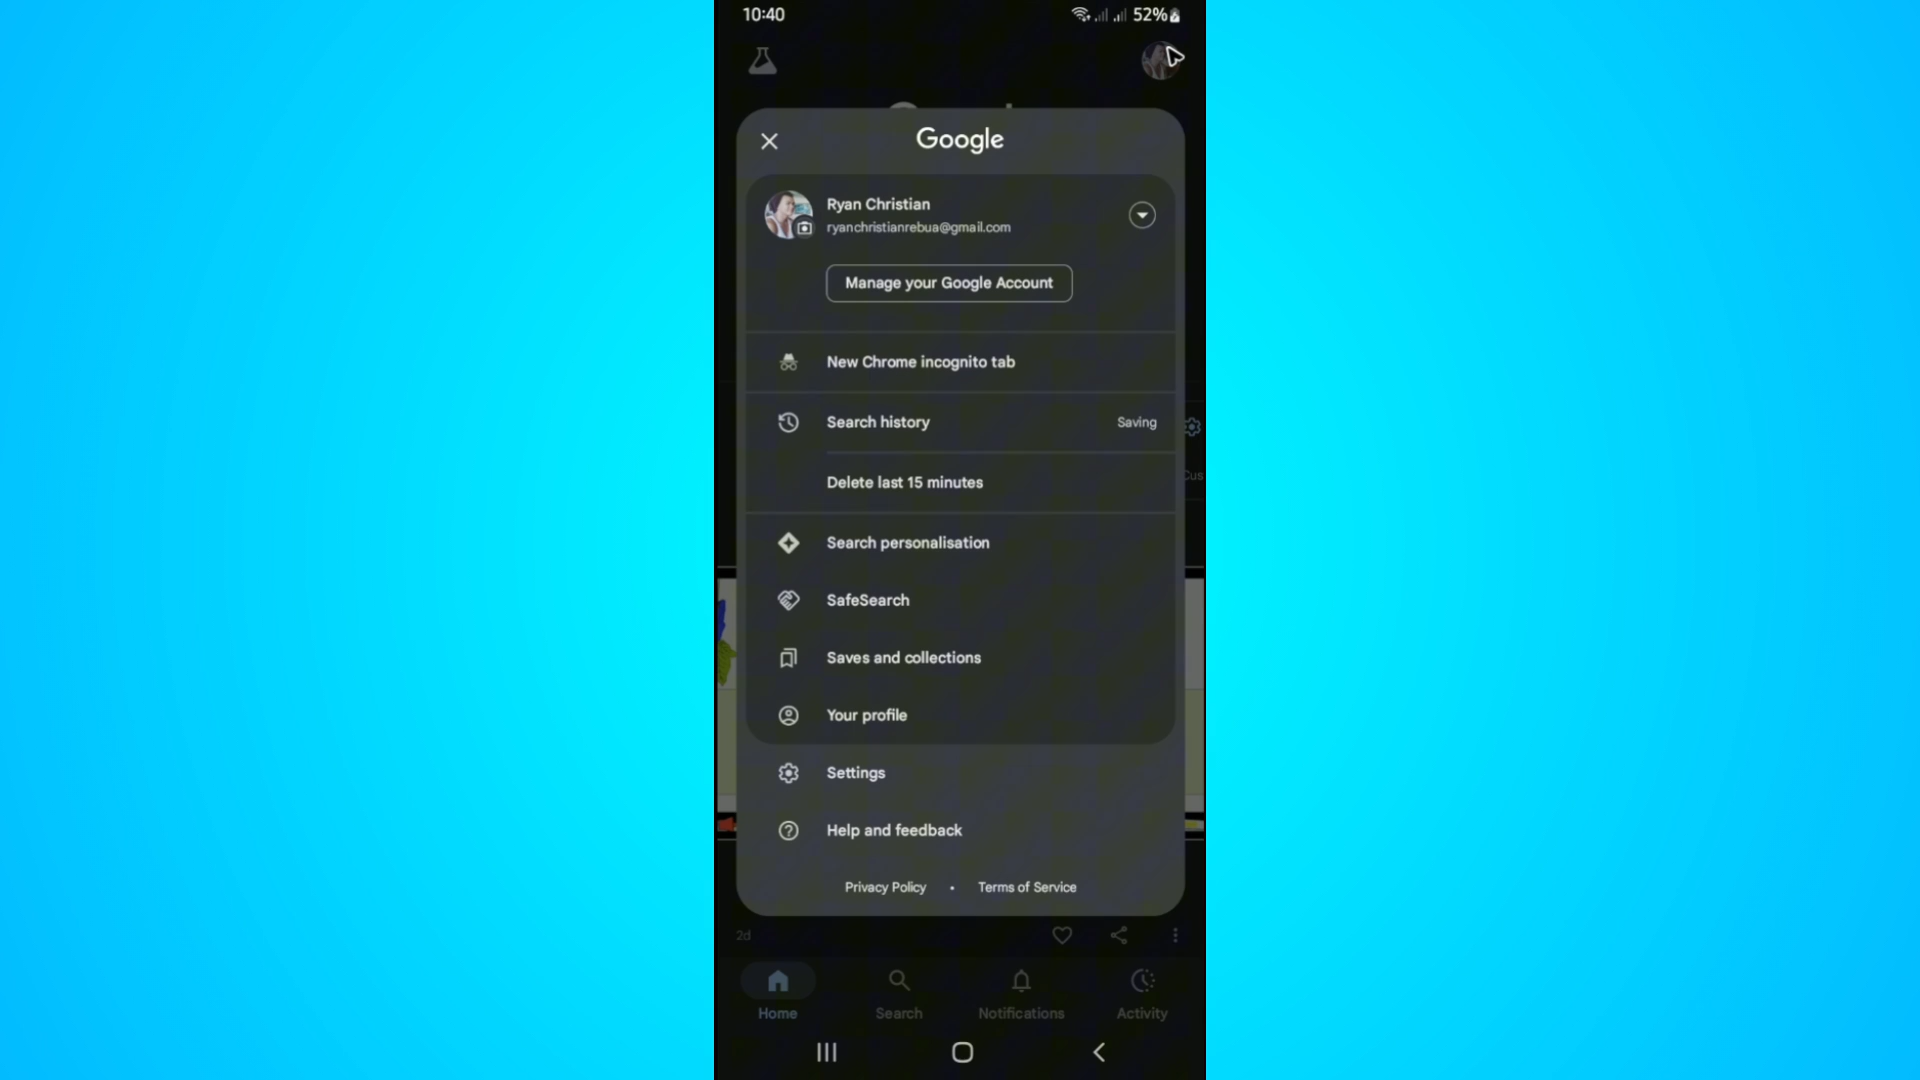 10:40
52%
Google
Ryan Christian
ryanchristianrebua@gmail.com
Manage your Google Account
New Chrome incognito tab
Search history
Saving
Cus
Delete last 15 minutes
Search personalisation
SafeSearch
Saves and collections
Your profile
Settings
Help and feedback
Privacy Policy • Terms of Service
2d
Home
Search
Notifications
Activity